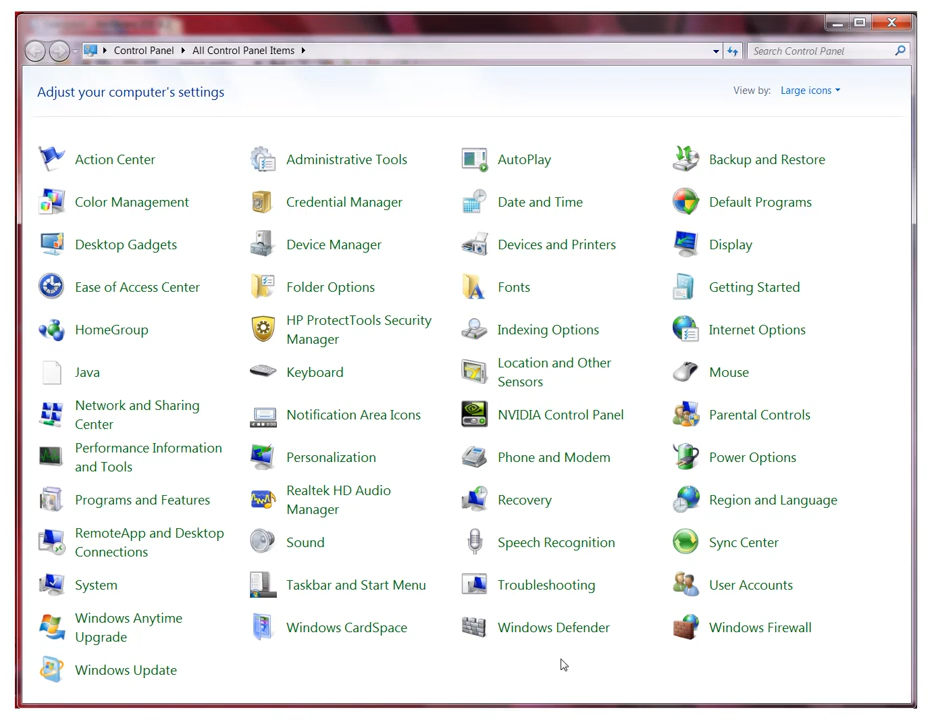 Control Panel All Control Panel Items
Search Control Panel
Adjust your computer's settings
View by: Large icons
Action Center
Administrative Tools
AutoPlay
Backup and Restore
Color Management
Credential Manager
Date and Time
Default Programs
Desktop Gadgets
Device Manager
Devices and Printers
Display
Ease of Access Center
Folder Options
Fonts
Getting Started
HomeGroup
HP ProtectTools Security
Manager
Indexing Options
Internet Options
Java
Keyboard
Location and Other
Sensors
Mouse
Network and Sharing
Center
Notification Area Icons
NVIDIA Control Panel
Parental Controls
Performance Information
and Tools
Personalization
Phone and Modem
Power Options
Programs and Features
Realtek HD Audio
Manager
Recovery
Region and Language
RemoteApp and Desktop
Connections
Sound
Speech Recognition
Sync Center
System
Taskbar and Start Menu
Troubleshooting
User Accounts
Windows Anytime
Upgrade
Windows CardSpace
Windows Defender
Windows Firewall
Windows Update